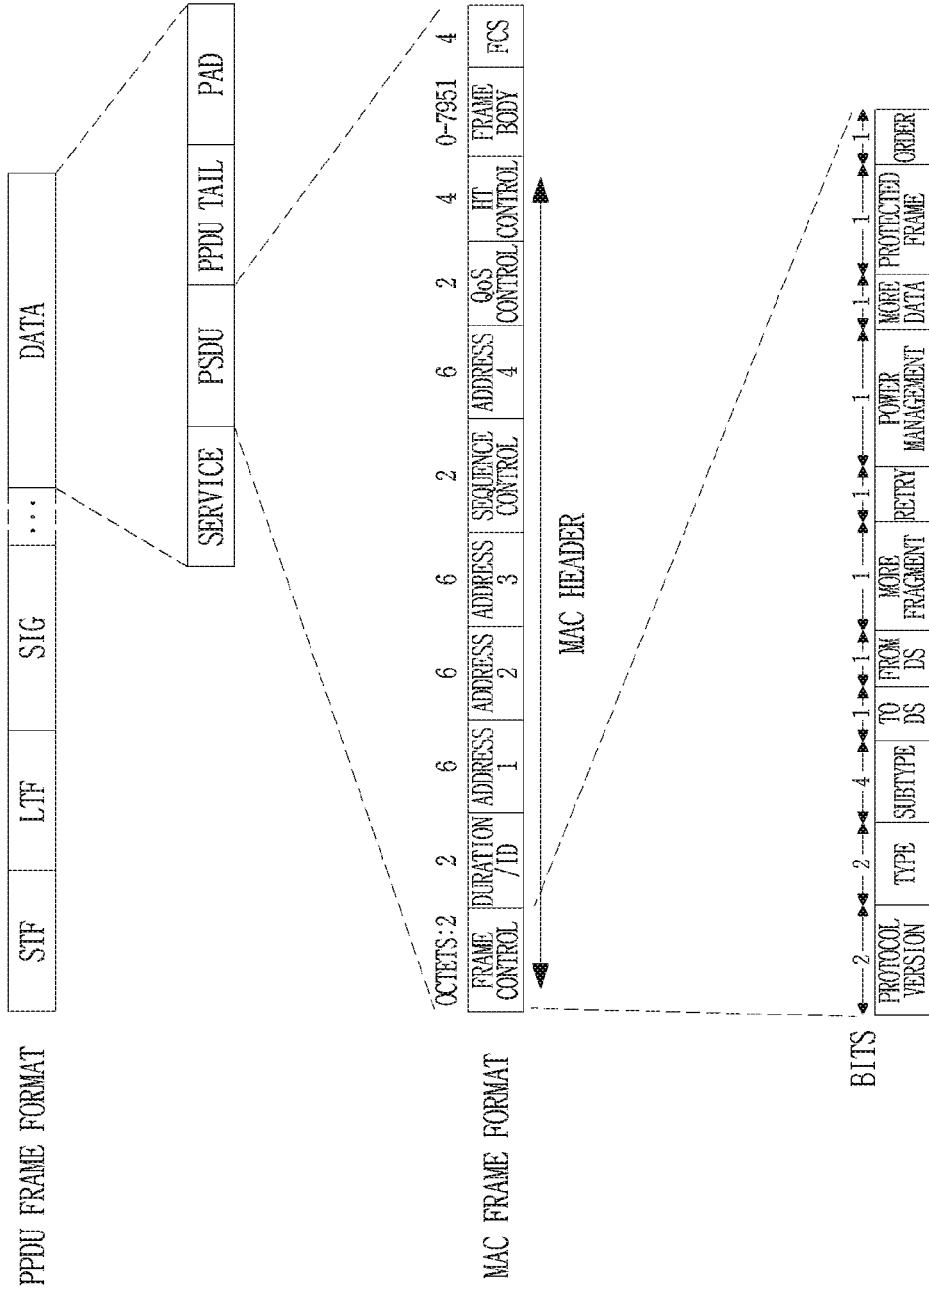 PPDU FRAME FORMAT
STF
LTF
SIG
...
DATA
SERVICE
PSDU
PPDU TAIL
PAD
MAC FRAME FORMAT
OCTETS:2
2
6
6
6
2
6
2
4
0-7951
4
FRAME
CONTROL
DURATION
/ID
ADDRESS
1
ADDRESS
2
ADDRESS
3
SEQUENCE
CONTROL
ADDRESS
4
QoS
CONTROL
HT
CONTROL
FRAME
BODY
FCS
MAC HEADER
BITS
2
2
4
1
1
1
1
1
1
1
1
PROTOCOL
VERSION
TYPE
SUBTYPE
TO
DS
FROM
DS
MORE
FRAGMENT
RETRY
POWER
MANAGEMENT
MORE
DATA
PROTECTED
FRAME
ORDER